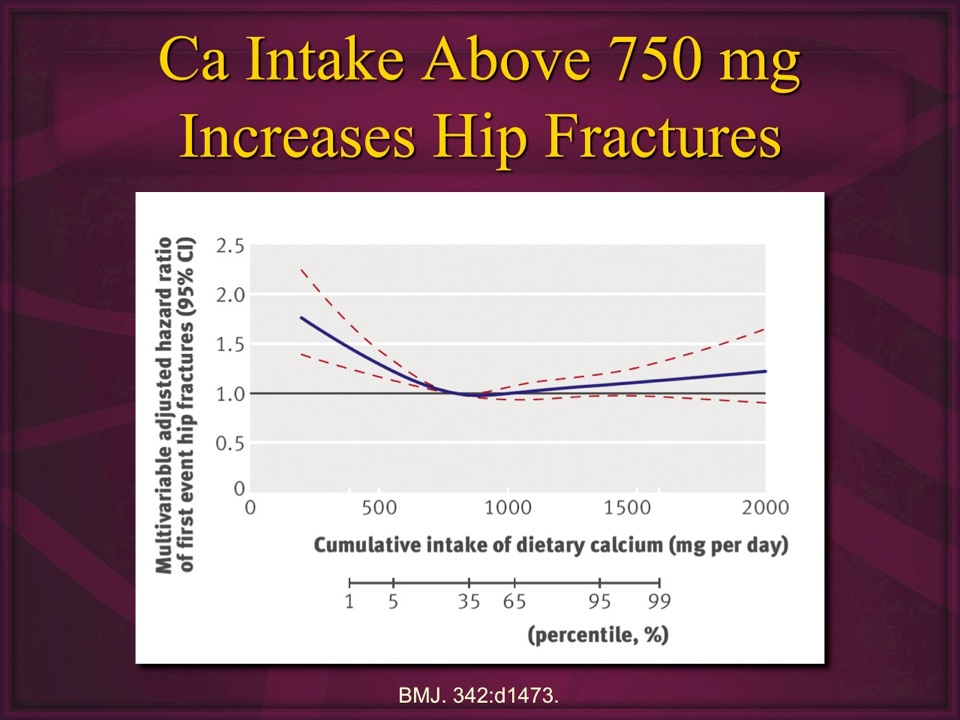 Ca Intake Above 750 mg
Increases Hip Fractures
Multivariable adjusted hazard ratio
of first event hip fractures (95% CI)
2.5
2.0
1.5
1.0
0.5
0
0 500 1000 1500 2000
Cumulative intake of dietary calcium (mg per day)
1 5 35 65 95 99
(percentile, %)
BMJ. 342:d1473.